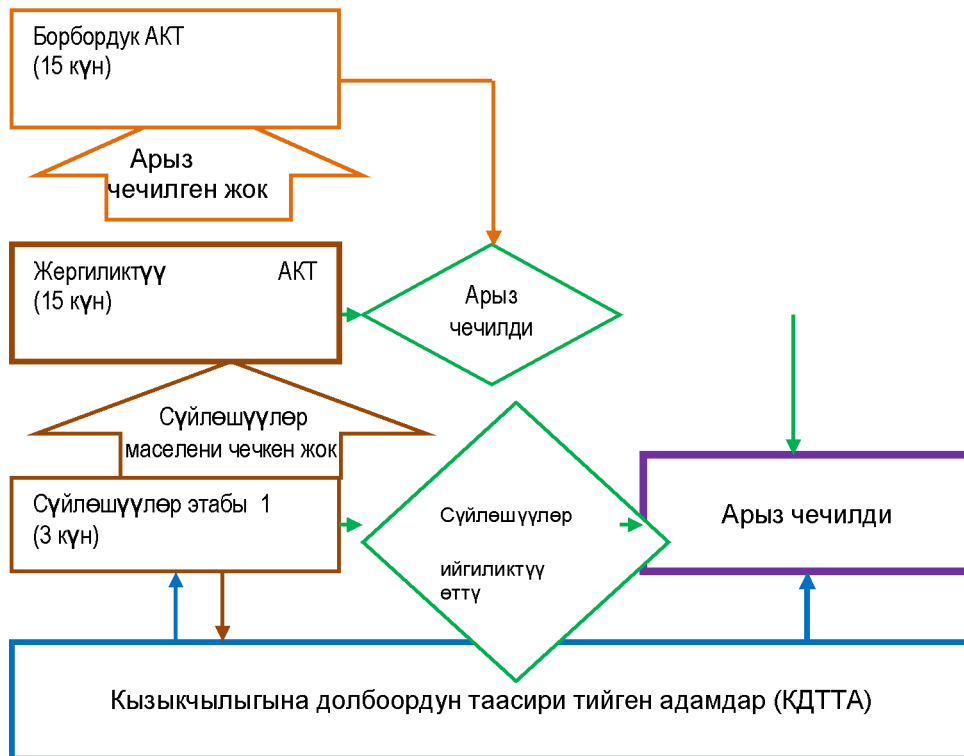 Борбордук АКТ
(15 күн)
Арыз
чечилген жок
Жергиликтүү АКТ
(15 күн)
Арыз
чечилди
Сүйлөшүүлөр
маселени чечкен жок
Сүйлөшүүлөр этабы 1
(3 күн)
Сүйлөшүүлөр
ийгиликтүү
өттү
Арыз чечилди
Кызыкчылыгына долбоордун таасири тийген адамдар (КДТТА)